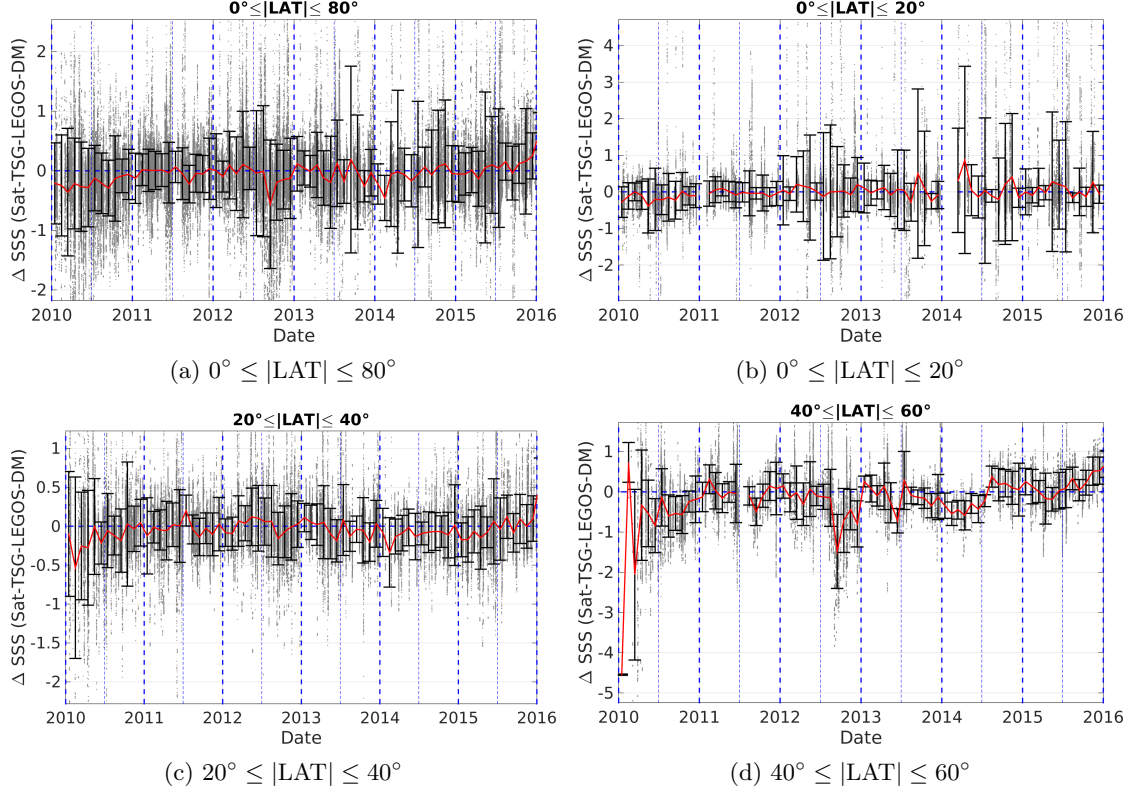 0°≤|LAT|≤ 80°
Δ SSS (Sat-TSG-LEGOS-DM)
2
1
0
-1
-2
2010 2011 2012 2013 2014 2015 2016
Date
(a) 0° ≤ |LAT| ≤ 80°
0°≤|LAT|≤ 20°
Δ SSS (Sat-TSG-LEGOS-DM)
4
3
2
1
0
-1
-2
2010 2011 2012 2013 2014 2015 2016
Date
(b) 0° ≤ |LAT| ≤ 20°
20°≤|LAT|≤ 40°
Δ SSS (Sat-TSG-LEGOS-DM)
1
0.5
0
-0.5
-1
-1.5
-2
2010 2011 2012 2013 2014 2015 2016
Date
(c) 20° ≤ |LAT| ≤ 40°
40°≤|LAT|≤ 60°
Δ SSS (Sat-TSG-LEGOS-DM)
1
0
-1
-2
-3
-4
-5
2010 2011 2012 2013 2014 2015 2016
Date
(d) 40° ≤ |LAT| ≤ 60°